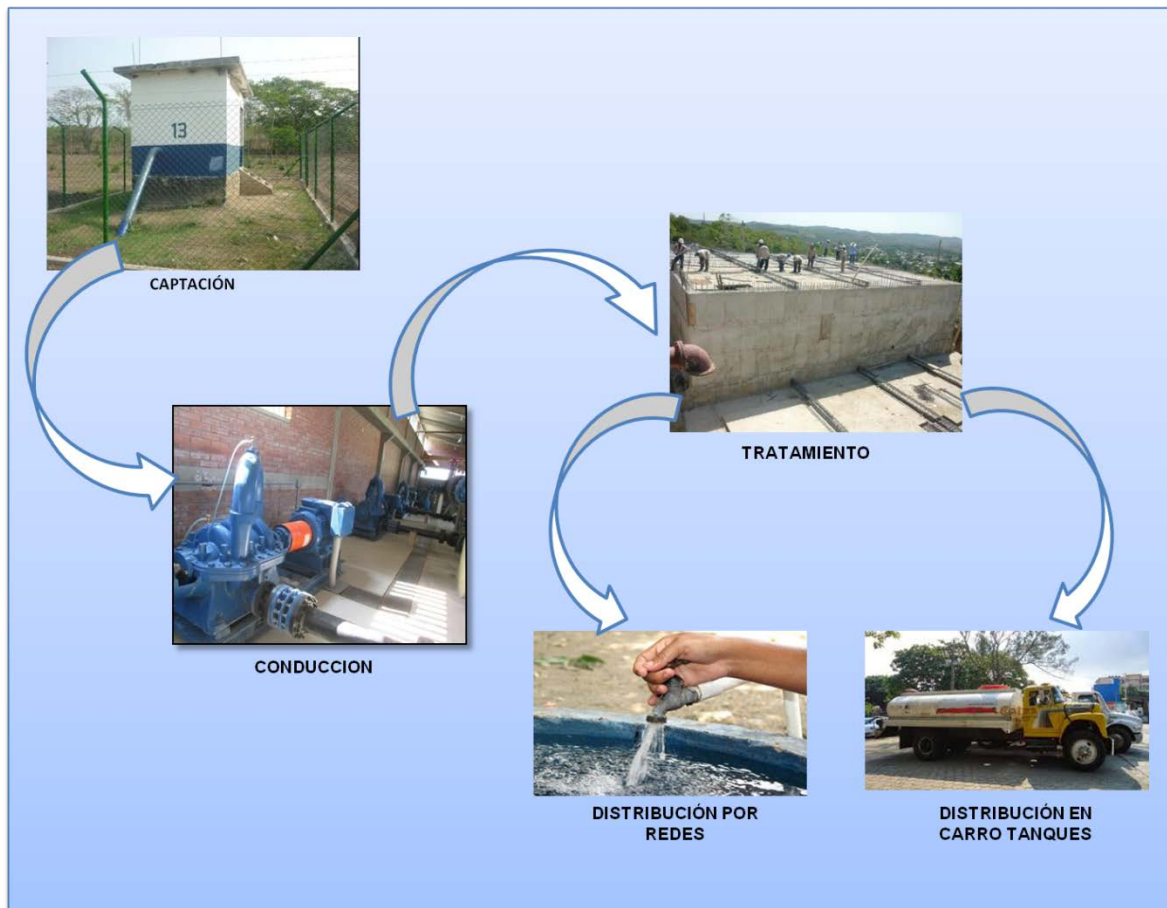 13
CAPTACIÓN
CONDUCCION
TRATAMIENTO
DISTRIBUCIÓN POR
REDES
DISTRIBUCIÓN EN
CARRO TANQUES